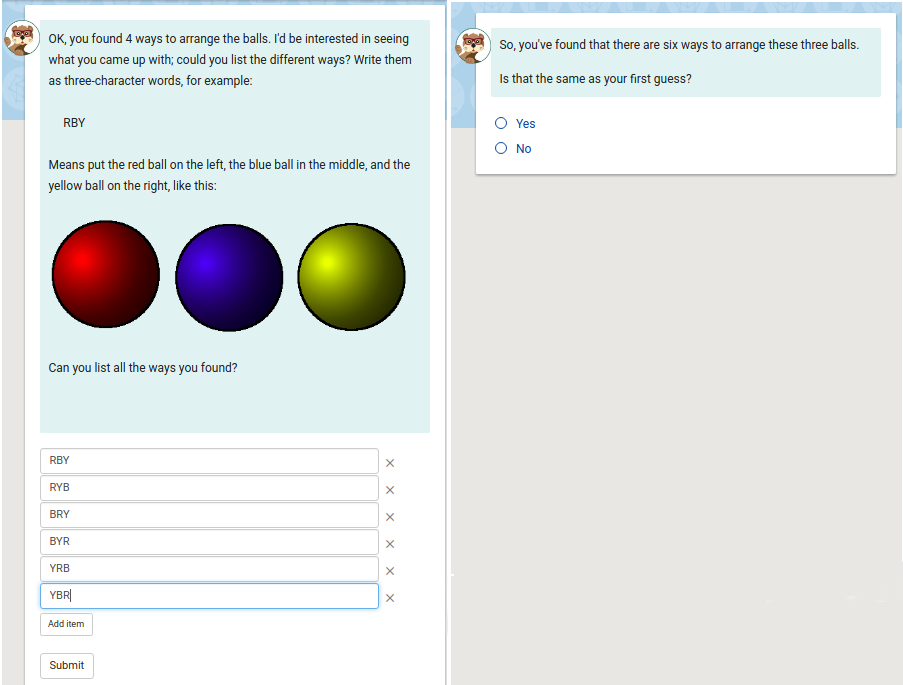 OK, you found 4 ways to arrange the balls. I'd be interested in seeing
what you came up with; could you list the different ways? Write them
as three-character words, for example:
RBY
Means put the red ball on the left, the blue ball in the middle, and the
yellow ball on the right, like this:
Can you list all the ways you found?
RBY
RYB
BRY
BYR
YRB
YBR
Add item
Submit
So, you've found that there are six ways to arrange these three balls.
Is that the same as your first guess?
Yes
No